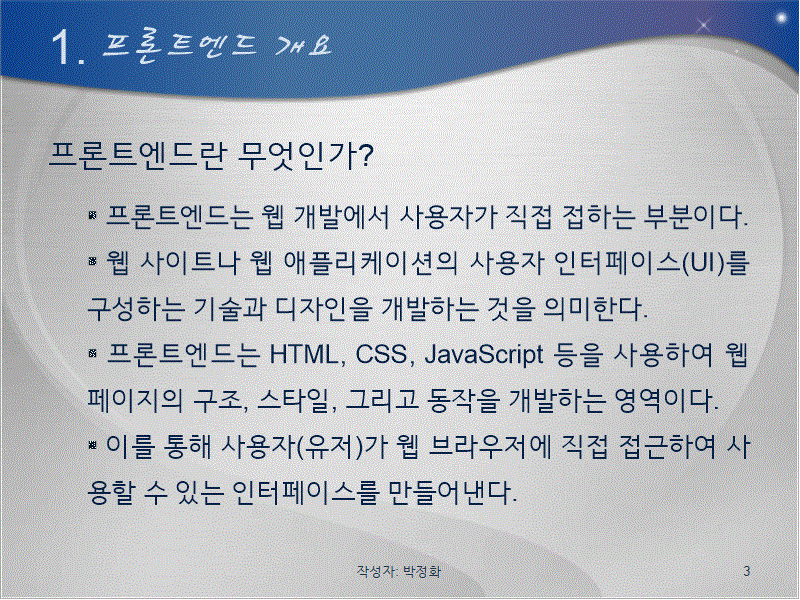 1. 프론트엔드 개요
프론트엔드란 무엇인가?
프론트엔드는 웹 개발에서 사용자가 직접 접하는 부분이다.
웹 사이트나 웹 애플리케이션의 사용자 인터페이스(UI)를
구성하는 기술과 디자인을 개발하는 것을 의미한다.
프론트엔드는 HTML, CSS, JavaScript 등을 사용하여 웹
페이지의 구조, 스타일, 그리고 동작을 개발하는 영역이다.
이를 통해 사용자(유저)가 웹 브라우저에 직접 접근하여 사
용할 수 있는 인터페이스를 만들어낸다.
작성자: 박정화
3